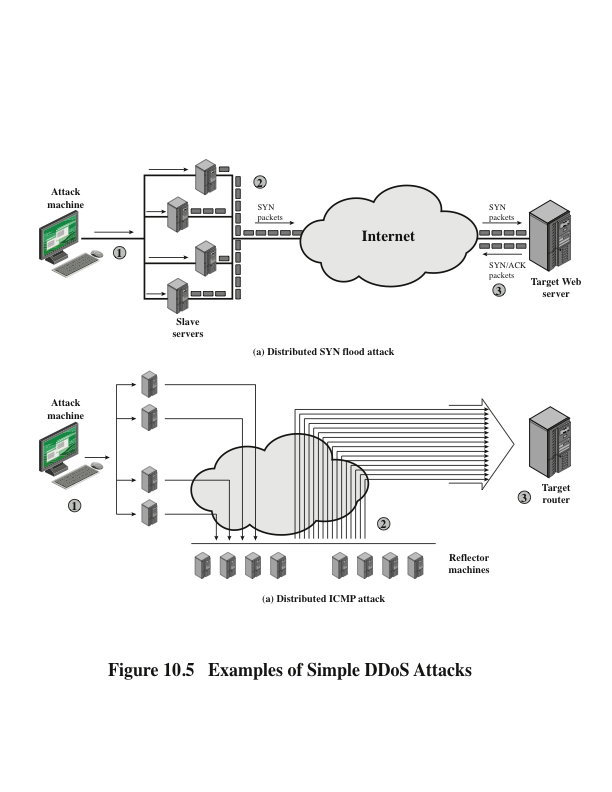 Attack
machine
1
2
SYN
packets
Internet
SYN
packets
SYN/ACK
packets
3
Target Web
server
Slave
servers
(a) Distributed SYN flood attack
Attack
machine
1
2
3
Target
router
Reflector
machines
(a) Distributed ICMP attack
Figure 10.5 Examples of Simple DDoS Attacks